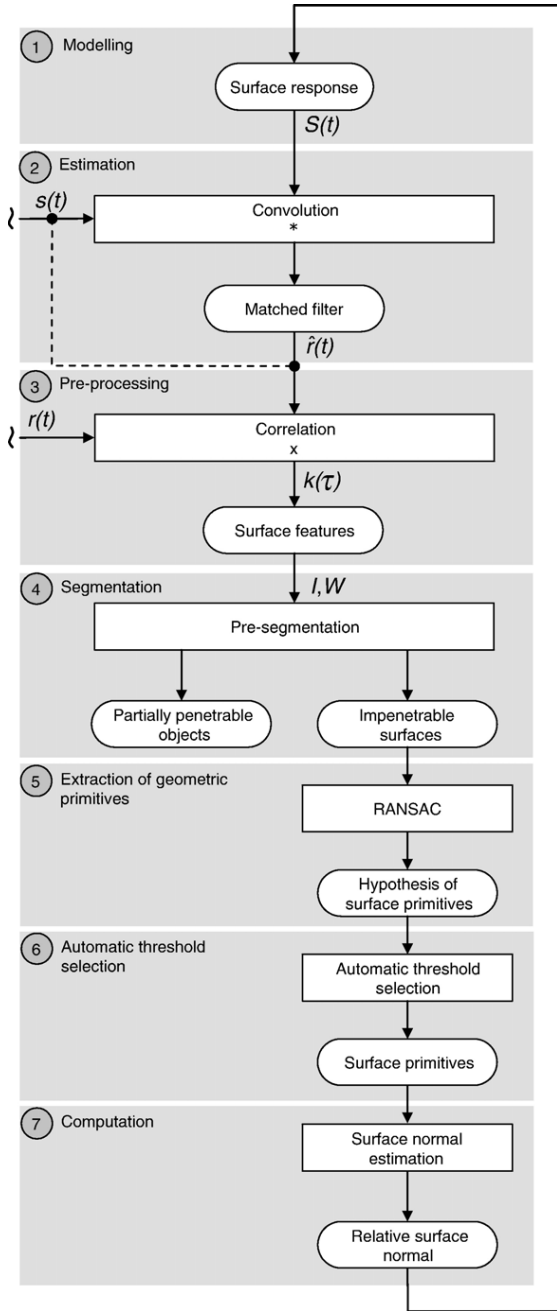 1 Modelling
Surface response
S(t)
2 Estimation
s(t)
Convolution
*
Matched filter
r̂(t)
3 Pre-processing
r(t)
Correlation
x
k(τ)
Surface features
4 Segmentation
I,W
Pre-segmentation
Partially penetrable
objects
Impenetrable
surfaces
5 Extraction of geometric
primitives
RANSAC
Hypothesis of
surface primitives
6 Automatic threshold
selection
Automatic threshold
selection
Surface primitives
7 Computation
Surface normal
estimation
Relative surface
normal